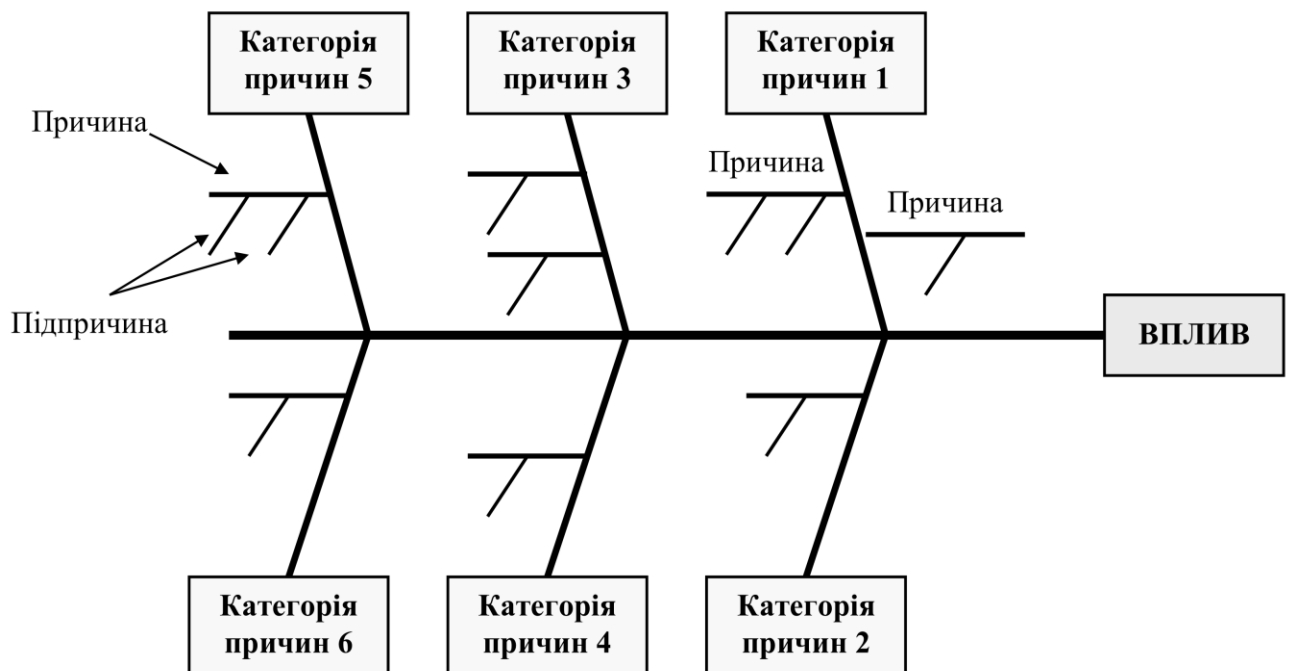 Категорія
причин 5
Категорія
причин 3
Категорія
причин 1
Причина
Причина
Причина
Підпричина
ВПЛИВ
Категорія
причин 6
Категорія
причин 4
Категорія
причин 2